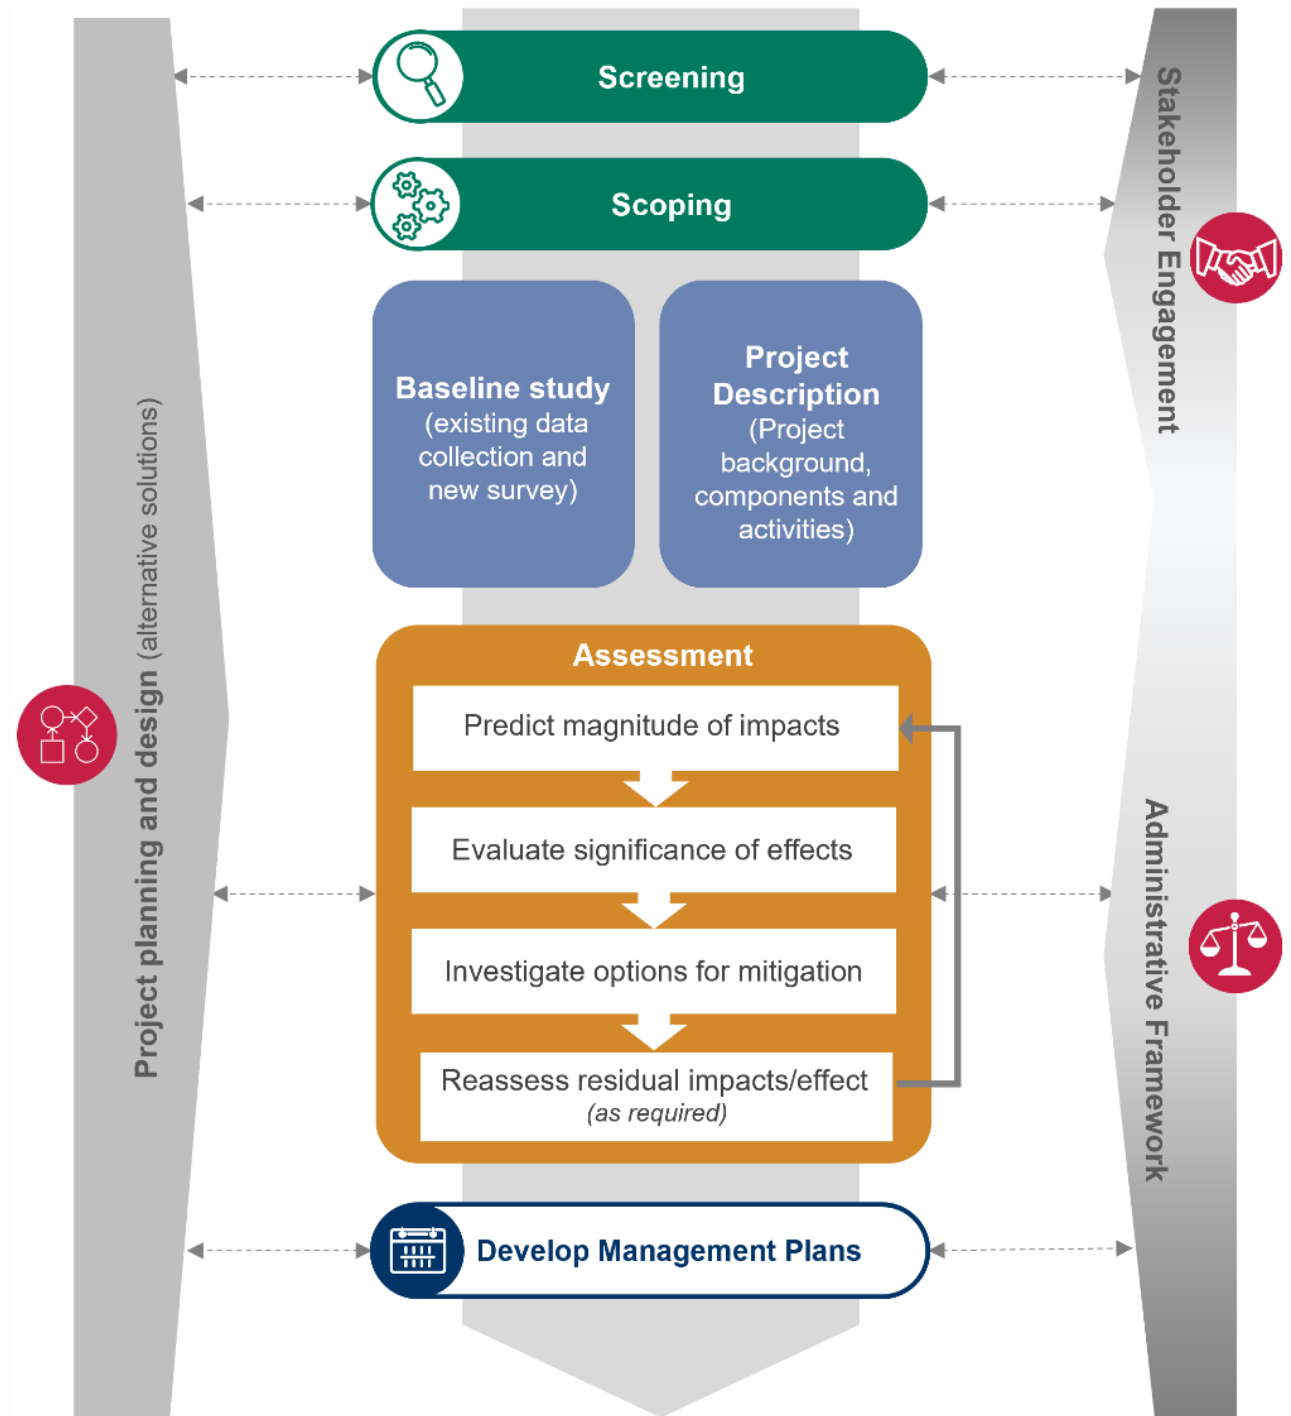 Screening
Scoping
Stakeholder Engagement
Baseline study
(existing data
collection and
new survey)
Project
Description
(Project
background,
components and
activities)
Project planning and design (alternative solutions)
Assessment
Predict magnitude of impacts
Evaluate significance of effects
Investigate options for mitigation
Reassess residual impacts/effect
(as required)
Administrative Framework
Develop Management Plans